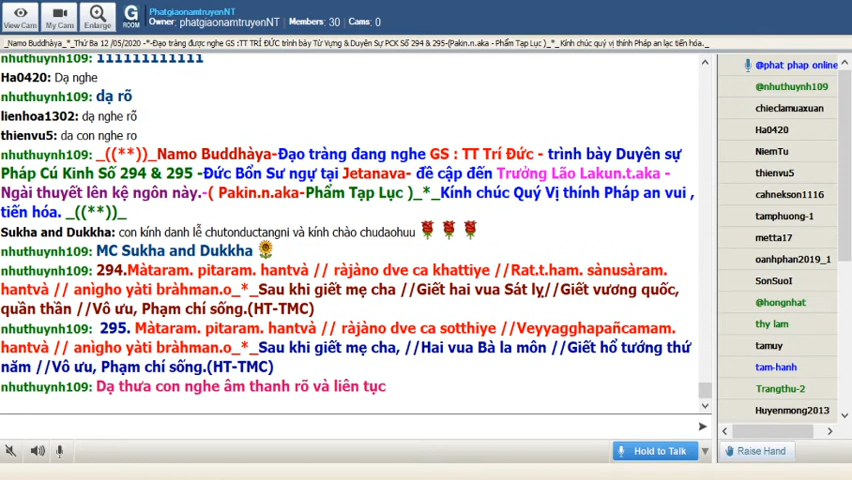 View Cam
My Cam
Enlarge
G
ROOM
PhatgiaonamtruyenNT
Owner: phatgiaonamtruyenNT | Members: 30 | Cams: 0
_Namo Buddhàya_*_Thứ Ba 12 /05/2020 -*-Đạo tràng được nghe GS :TT TRÍ ĐỨC trình bày Từ Vựng &Duyên Sự PCK Số 294 & 295-(Pakin.n.aka - Phẩm Tạp Lục )_*_ Kính chúc quý vị thính Pháp an lạc tiến hóa._
nhuthuynh109: 111111111111
Ha0420: Dạ nghe
nhuthuynh109: dạ rõ
lienhoa1302: dạ nghe rõ
thienvu5: da con nghe ro
nhuthuynh109: _((**))_Namo Buddhàya-Đạo tràng đang nghe GS : TT Trí Đức - trình bày Duyên sự
Pháp Cú Kinh Số 294 & 295 -Đức Bổn Sư ngự tại Jetanava- đề cập đến Trưởng Lão Lakun.t.aka -
Ngài thuyết lên kệ ngôn này.-( Pakin.n.aka-Phẩm Tạp Lục )_*_Kính chúc Quý Vị thính Pháp an vui ,
tiến hóa. _((**))_
Sukha and Dukkha: con kính danh lễ chutonductangni và kính chào chudaohuu
nhuthuynh109: MC Sukha and Dukkha
nhuthuynh109: 294.Màtaram. pitaram. hantvà // ràjàno dve ca khattiye //Rat.t.ham. sànusàram.
hantvà // anìgho yàti bràhman.o_*_Sau khi giết mẹ cha //Giết hai vua Sát lỵ//Giết vương quốc,
quần thần //Vô ưu, Phạm chí sống.(HT-TMC)
nhuthuynh109: 295. Màtaram. pitaram. hantvà // ràjàno dve ca sotthiye //Veyyagghapañcamam.
hantvà // anìgho yàti bràhman.o_*_Sau khi giết mẹ cha, //Hai vua Bà la môn //Giết hổ tướng thứ
năm //Vô ưu, Phạm chí sống.(HT-TMC)
nhuthuynh109: Dạ thưa con nghe âm thanh rõ và liên tục
@phat phap online
@nhuthuynh109
chieclamuaxuan
Ha0420
NiemTu
thienvu5
cahnekson1116
tamphuong-1
metta17
oanhphan2019_1
SonSuoI
@hongnhat
thy lam
tamuy
tam-hanh
Trangthu-2
Huyenmong2013
Hold to Talk
Raise Hand